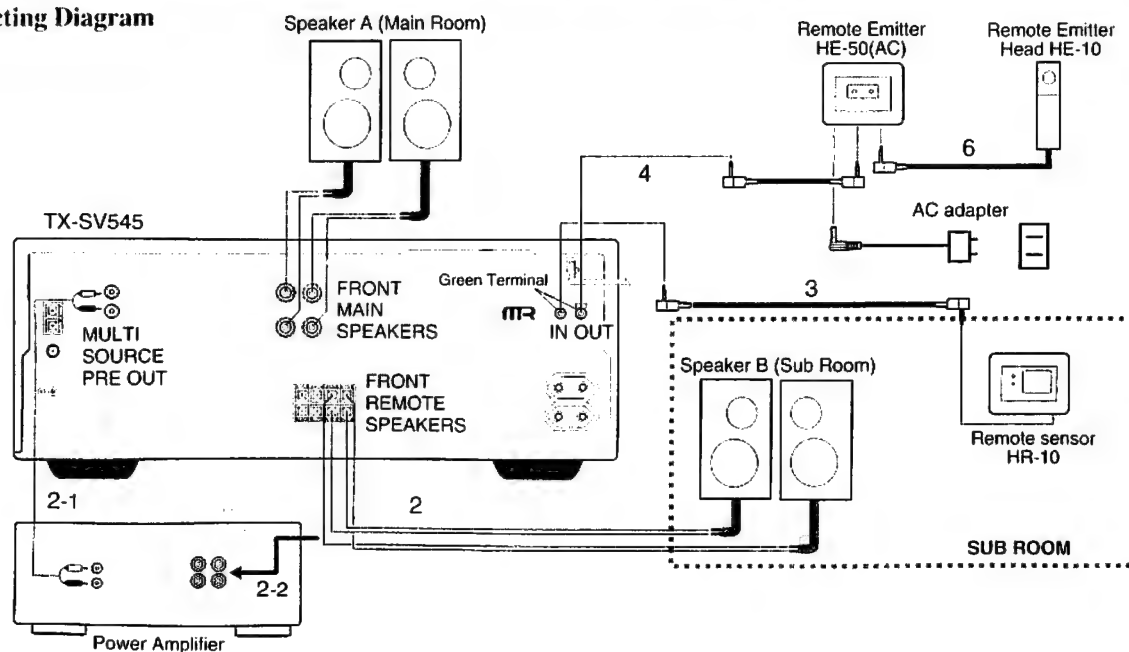 cting Diagram
Speaker A (Main Room)
Remote Emitter
HE-50(AC)
Remote Emitter
Head HE-10
6
4
AC adapter
TX-SV545
Green Terminal
3
FRONT
MAIN
SPEAKERS
IN OUT
MULTI
SOURCE
PRE OUT
FRONT
REMOTE
SPEAKERS
Speaker B (Sub Room)
Remote sensor
HR-10
2-1
2
SUB ROOM
2-2
Power Amplifier